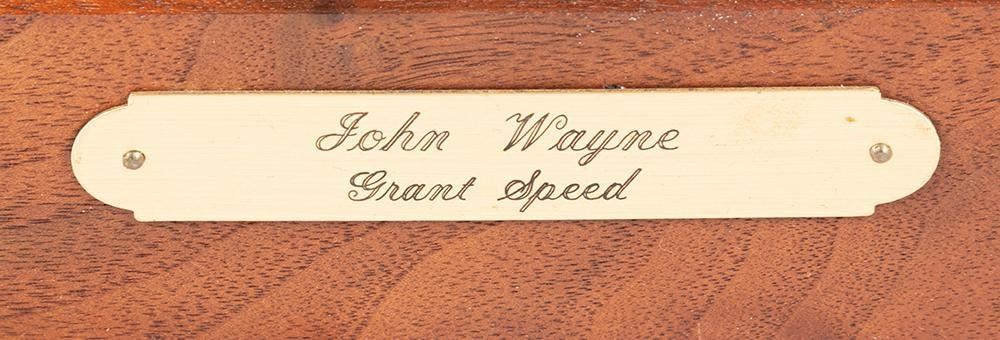 John Wayne
Grant Speed